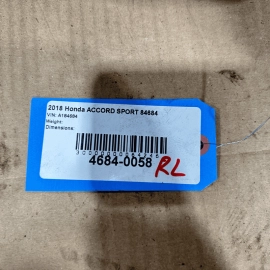 2018 Honda ACCORD SPORT 84684
VIN: A184684
Weight:
Dimensions:
4684-0058
RL